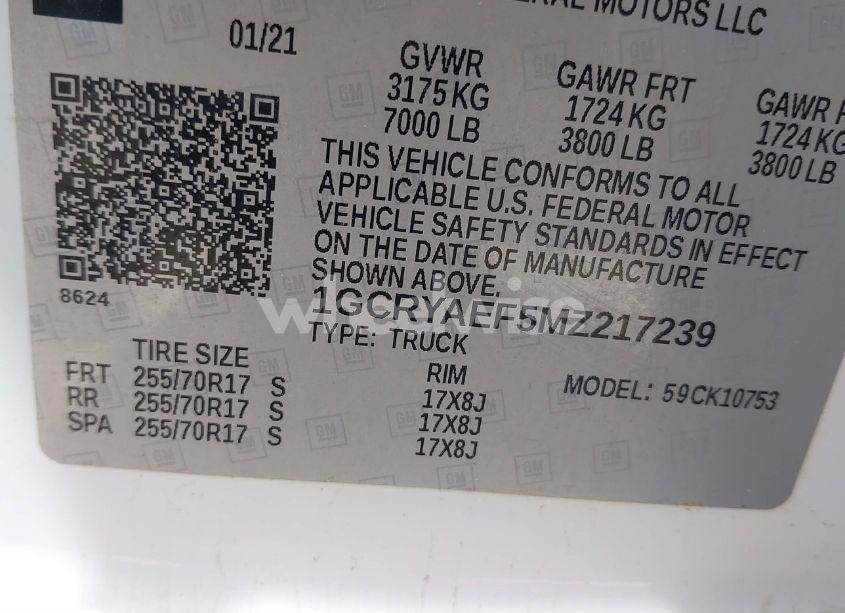 ERAL MOTORS LLC
01/21
GVWR
3175 KG
7000 LB
GAWR FRT
1724 KG
3800 LB
GAWR
1724 KG
3800 LB
THIS VEHICLE CONFORMS TO ALL
APPLICABLE U.S. FEDERAL MOTOR
VEHICLE SAFETY STANDARDS IN EFFECT
ON THE DATE OF MANUFACTURE
SHOWN ABOVE.
8624
1GCRYAEF5MZ217239
TYPE: TRUCK
MODEL: 59CK10753
TIRE SIZE
RIM
FRT 255/70R17 S 17X8J
RR 255/70R17 S 17X8J
SPA 255/70R17 S 17X8J
GM